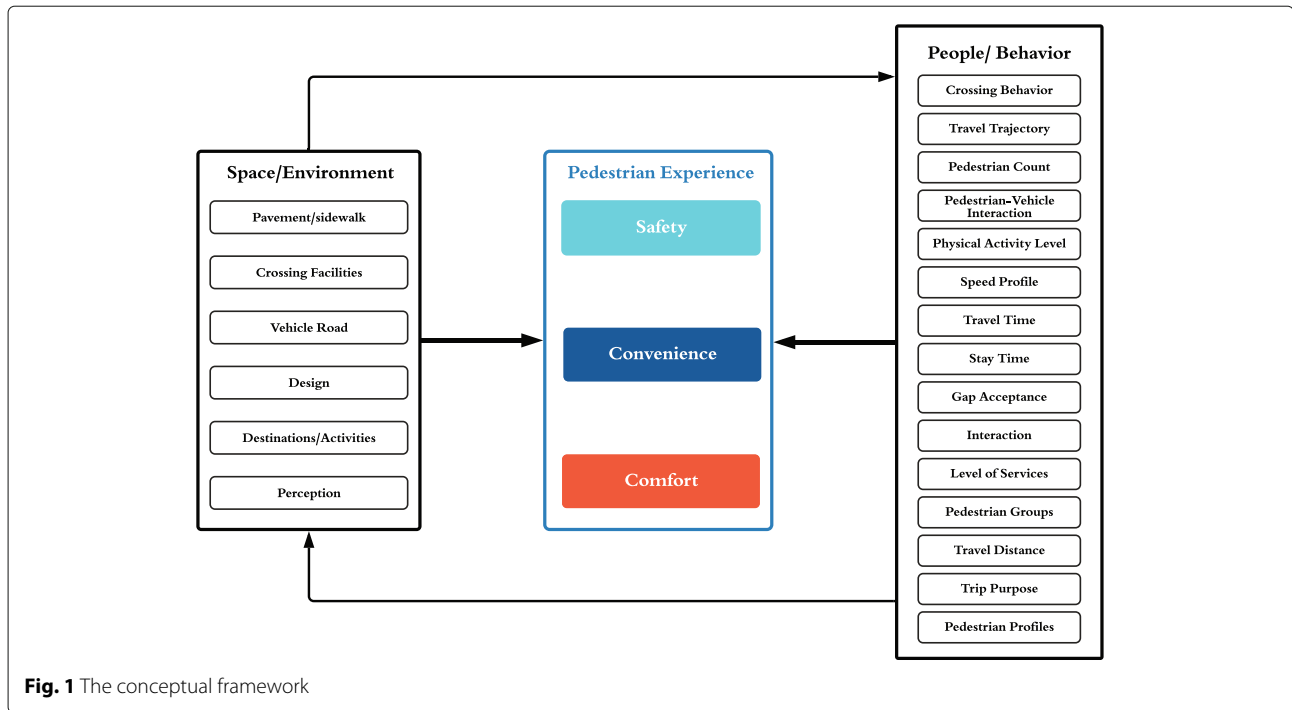 Space/Environment
Pavement/sidewalk
Crossing Facilities
Vehicle Road
Design
Destinations/Activities
Perception
Pedestrian Experience
Safety
Convenience
Comfort
People/ Behavior
Crossing Behavior
Travel Trajectory
Pedestrian Count
Pedestrian-Vehicle
Interaction
Physical Activity Level
Speed Profile
Travel Time
Stay Time
Gap Acceptance
Interaction
Level of Services
Pedestrian Groups
Travel Distance
Trip Purpose
Pedestrian Profiles
Fig. 1 The conceptual framework